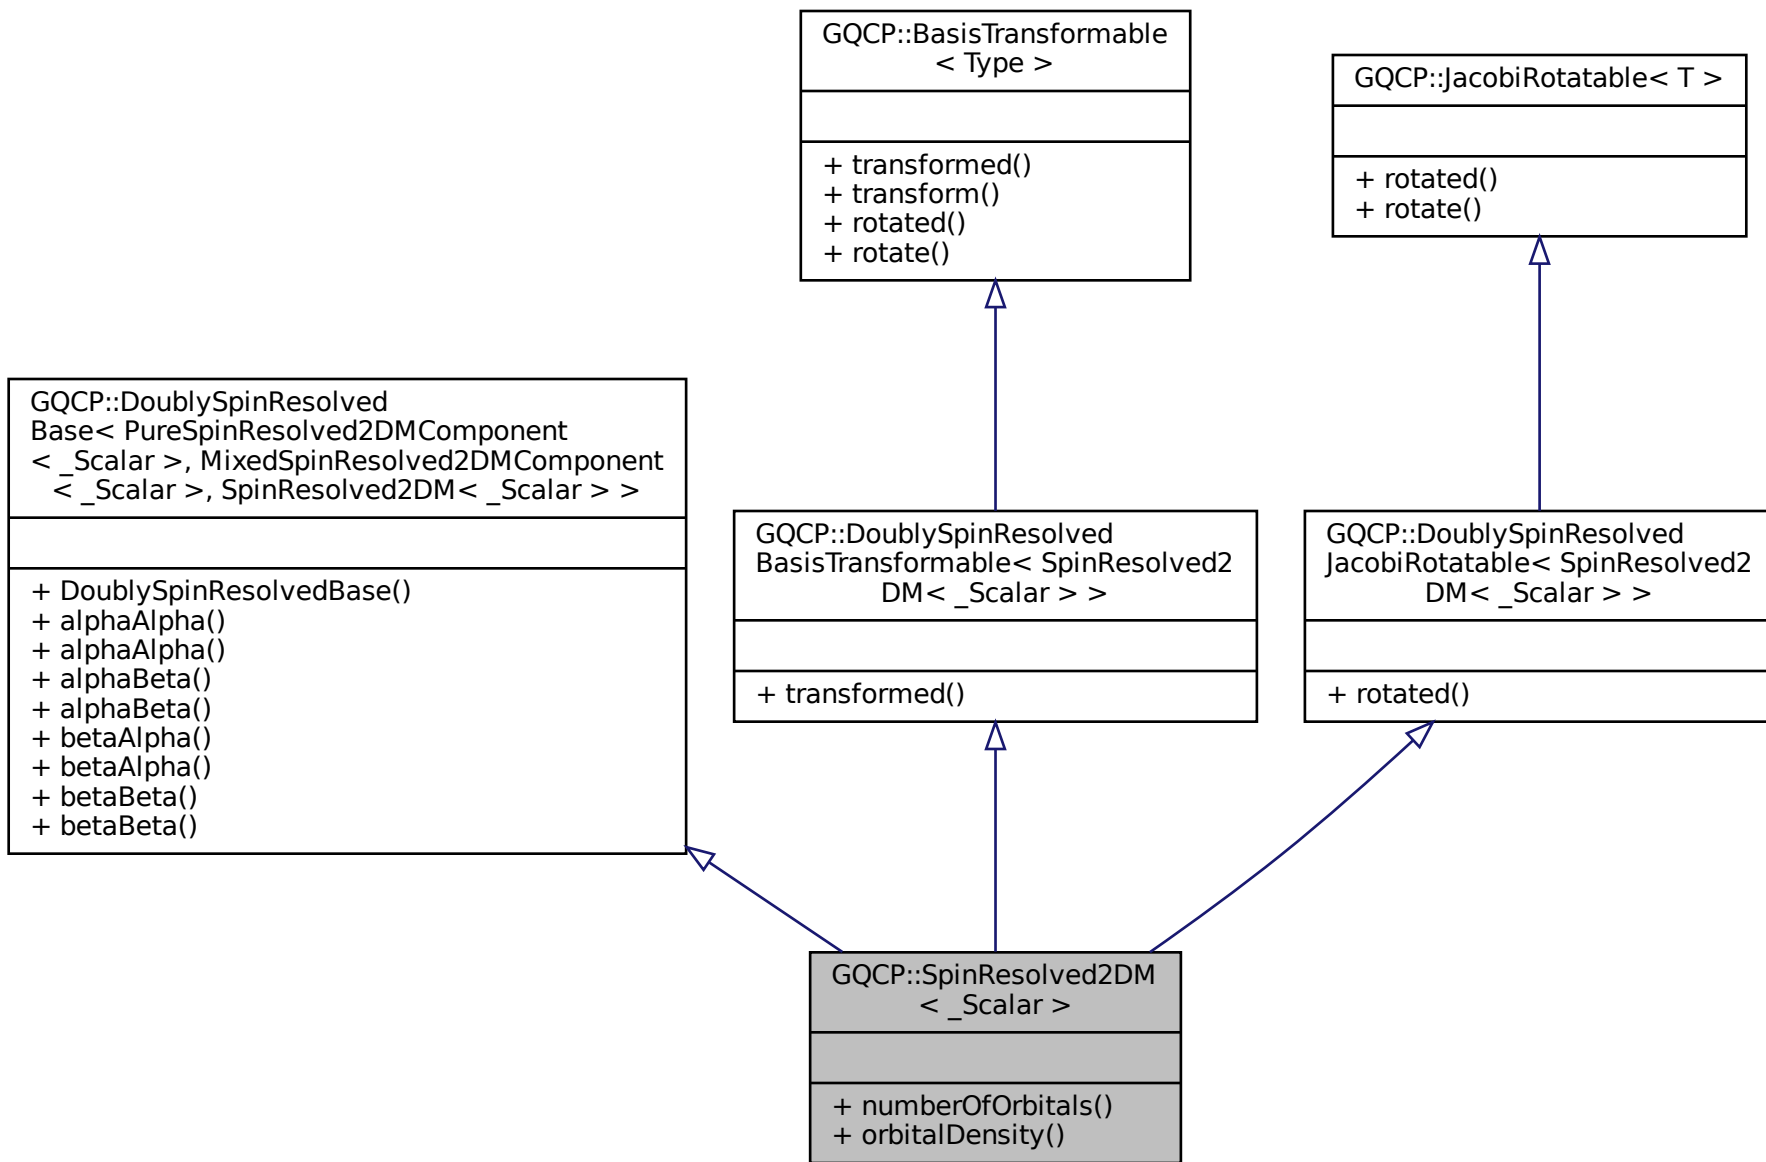 GQCP::BasisTransformable
< Type >
+ transformed()
+ transform()
+ rotated()
+ rotate()
GQCP::JacobiRotatable< T >
+ rotated()
+ rotate()
GQCP::DoublySpinResolved
Base< PureSpinResolved2DMComponent
< _Scalar >, MixedSpinResolved2DMComponent
< _Scalar >, SpinResolved2DM< _Scalar > >
+ DoublySpinResolvedBase()
+ alphaAlpha()
+ alphaAlpha()
+ alphaBeta()
+ alphaBeta()
+ betaAlpha()
+ betaAlpha()
+ betaBeta()
+ betaBeta()
GQCP::DoublySpinResolved
BasisTransformable< SpinResolved2
DM< _Scalar > >
+ transformed()
GQCP::DoublySpinResolved
JacobiRotatable< SpinResolved2
DM< _Scalar > >
+ rotated()
GQCP::SpinResolved2DM
< _Scalar >
+ numberOfOrbitals()
+ orbitalDensity()